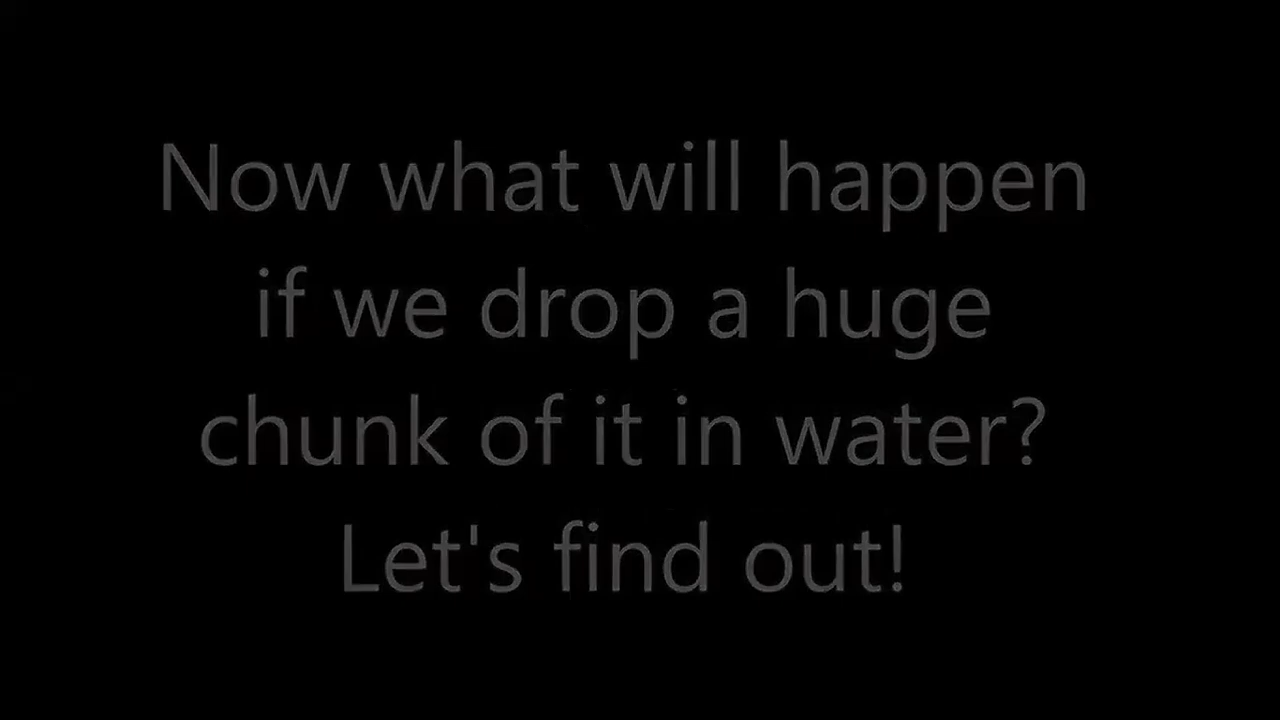 Now what will happen
if we drop a huge
chunk of it in water?
Let's find out!